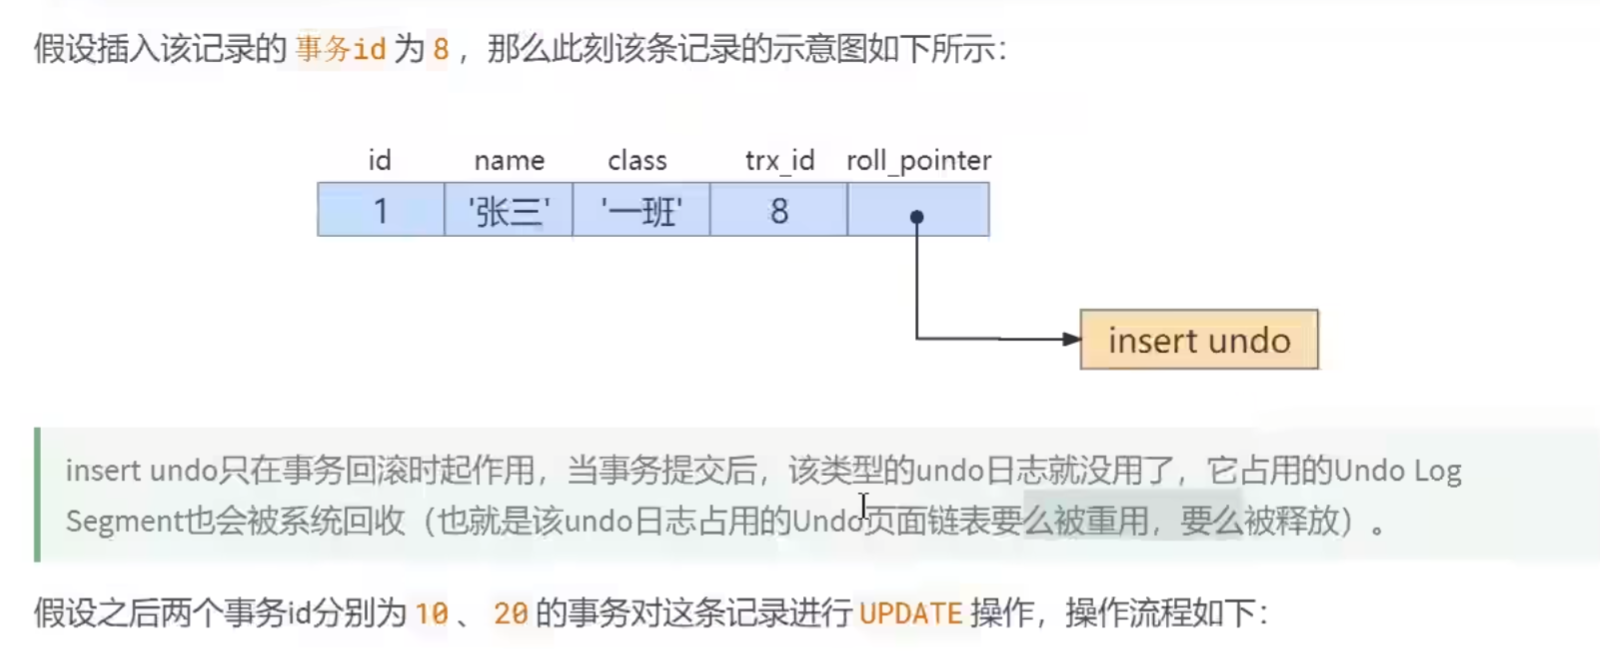 假设插入该记录的 事务id 为 8 ，那么此刻该条记录的示意图如下所示：
id name class trx_id roll_pointer
1 '张三' '一班' 8
insert undo
insert undo只在事务回滚时起作用，当事务提交后，该类型的undo日志就没用了，它占用的Undo Log
Segment也会被系统回收（也就是该undo日志占用的Undo页面链表要么被重用，要么被释放）。
假设之后两个事务id分别为 10 、 20 的事务对这条记录进行 UPDATE 操作，操作流程如下：